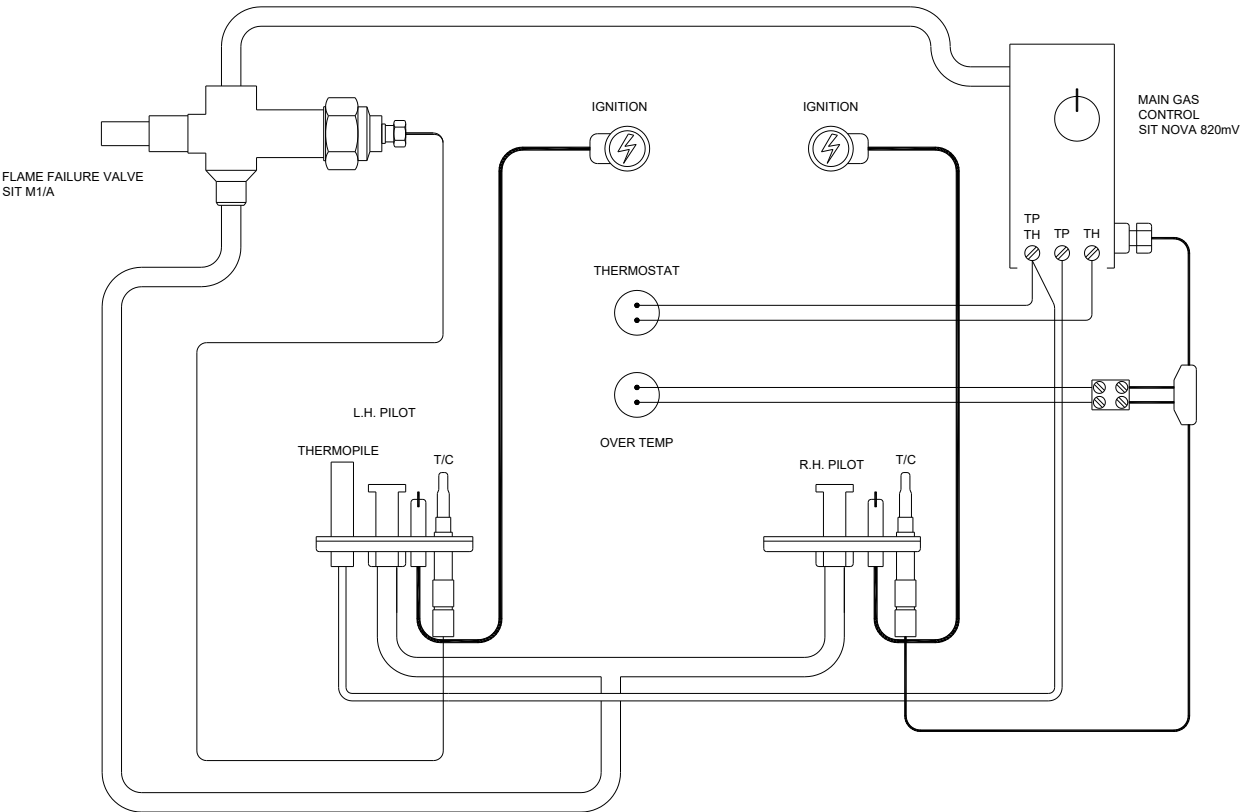 IGNITION
IGNITION
MAIN GAS
CONTROL
SIT NOVA 820mV
FLAME FAILURE VALVE
SIT M1/A
TP
TH
TP
TH
THERMOSTAT
L.H. PILOT
OVER TEMP
THERMOPILE
T/C
R.H. PILOT
T/C